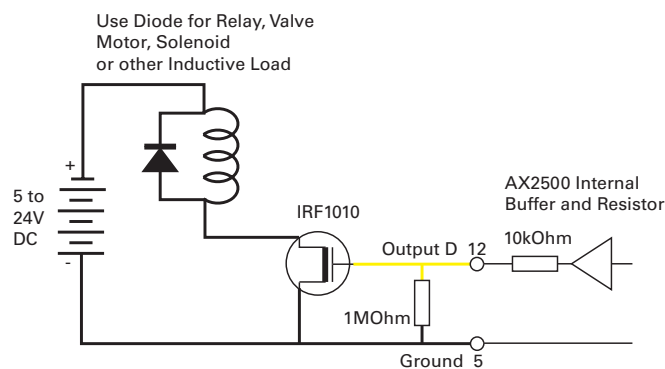 Use Diode for Relay, Valve
Motor, Solenoid
or other Inductive Load
+
5 to
24V
DC
-
IRF1010
AX2500 Internal
Buffer and Resistor
Output D 12
10kOhm
1MOhm
Ground 5